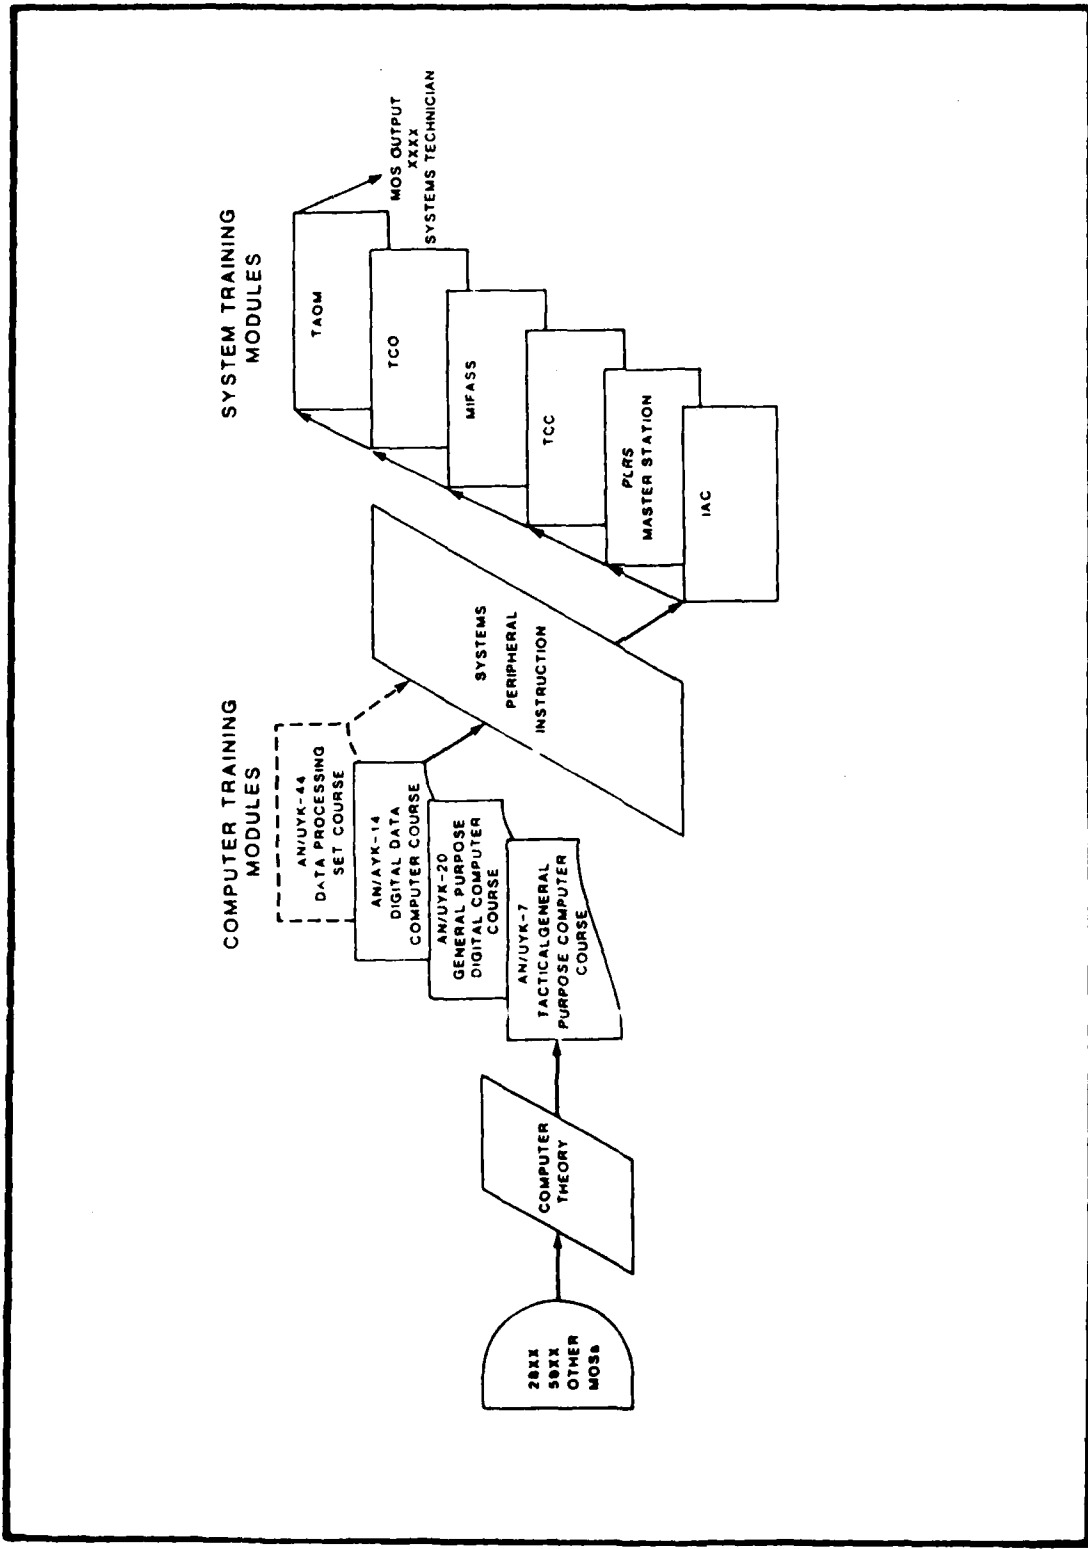 COMPUTER TRAINING
MODULES
SYSTEM TRAINING
MODULES
28XX
59XX
OTHER
MOSs
COMPUTER
THEORY
AN/UYK-44
DATA PROCESSING
SET COURSE
AN/AYK-14
DIGITAL DATA
COMPUTER COURSE
AN/UYK-20
GENERAL PURPOSE
DIGITAL COMPUTER
COURSE
AN/UYK-7
TACTICALGENERAL
PURPOSE COMPUTER
COURSE
SYSTEMS
PERIPHERAL
INSTRUCTION
TAOM
TCO
MIFASS
TCC
PLRS
MASTER STATION
IAC
MOS OUTPUT
XXXX
SYSTEMS TECHNICIAN